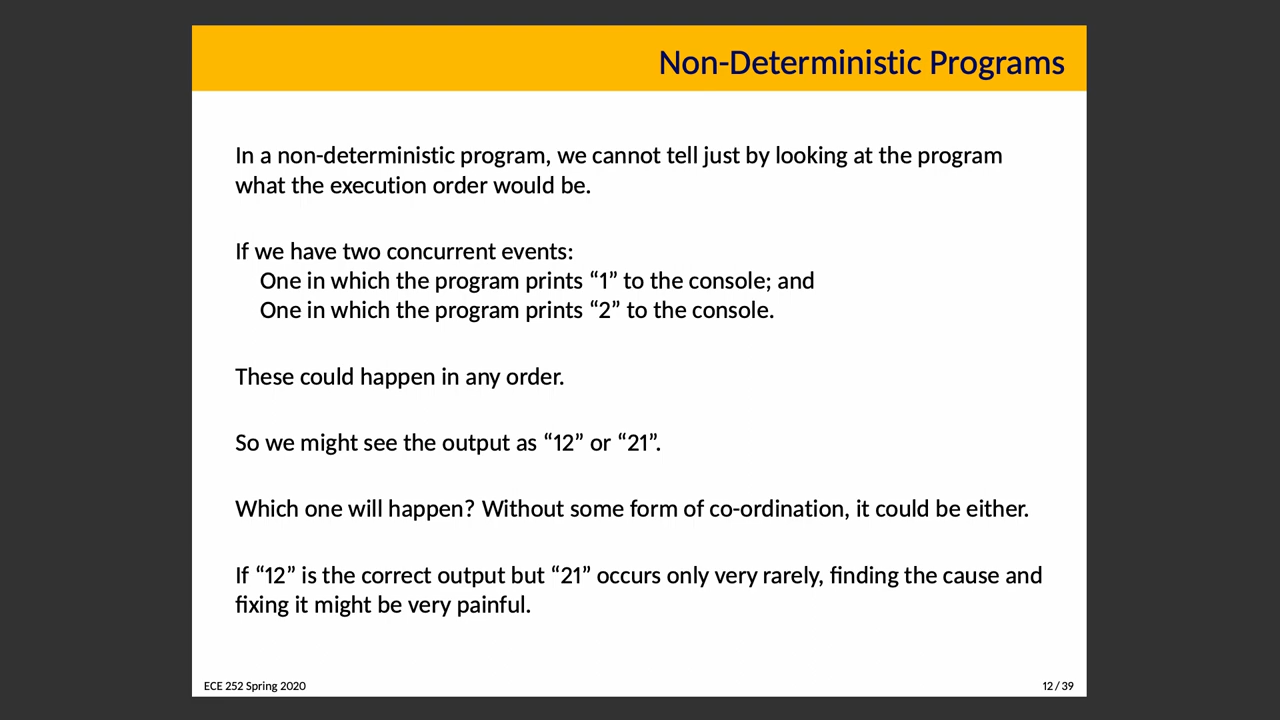 Non-Deterministic Programs
In a non-deterministic program, we cannot tell just by looking at the program
what the execution order would be.
If we have two concurrent events:
One in which the program prints “1” to the console; and
One in which the program prints “2” to the console.
These could happen in any order.
So we might see the output as “12” or “21”.
Which one will happen? Without some form of co-ordination, it could be either.
If “12” is the correct output but “21” occurs only very rarely, finding the cause and
fixing it might be very painful.
ECE 252 Spring 2020
12 / 39